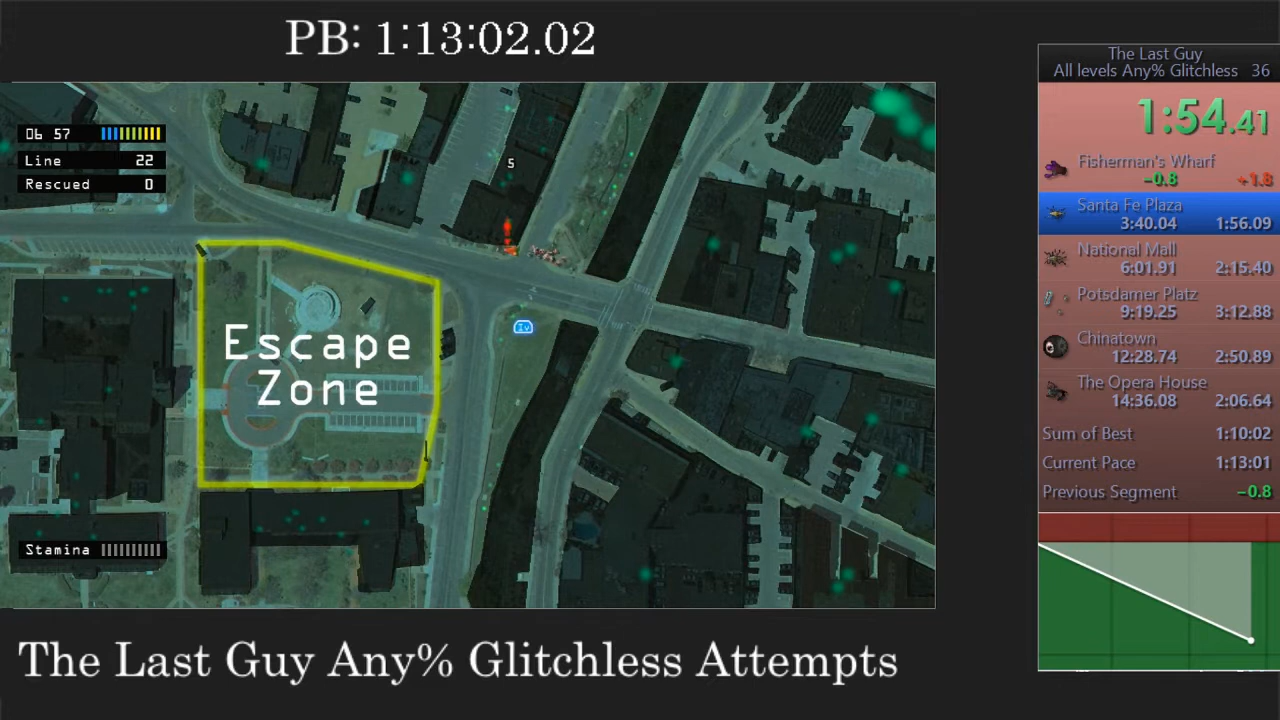 PB: 1:13:02.02
The Last Guy
All levels Any% Glitchless 36
1:54.41
Fisherman's Wharf
-0.8 +1.8
Santa Fe Plaza
3:40.04 1:56.09
National Mall
6:01.91 2:15.40
Potsdamer Platz
9:19.25 3:12.88
Chinatown
12:28.74 2:50.89
The Opera House
14:36.08 2:06.64
Sum of Best 1:10:02
Current Pace 1:13:01
Previous Segment -0.8
06 57
Line 22
Rescued 0
5
Escape
Zone
Stamina
The Last Guy Any% Glitchless Attempts